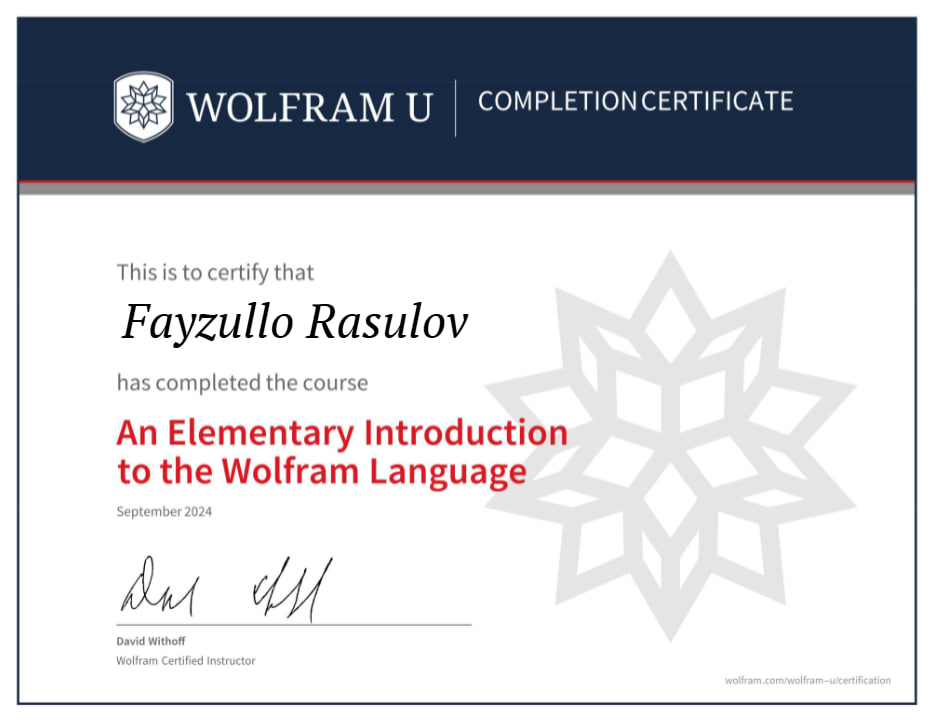 WOLFRAM U
COMPLETION CERTIFICATE
This is to certify that
Fayzullo Rasulov
has completed the course
An Elementary Introduction
to the Wolfram Language
September 2024
David Withoff
Wolfram Certified Instructor
wolfram.com/wolfram-u/certification